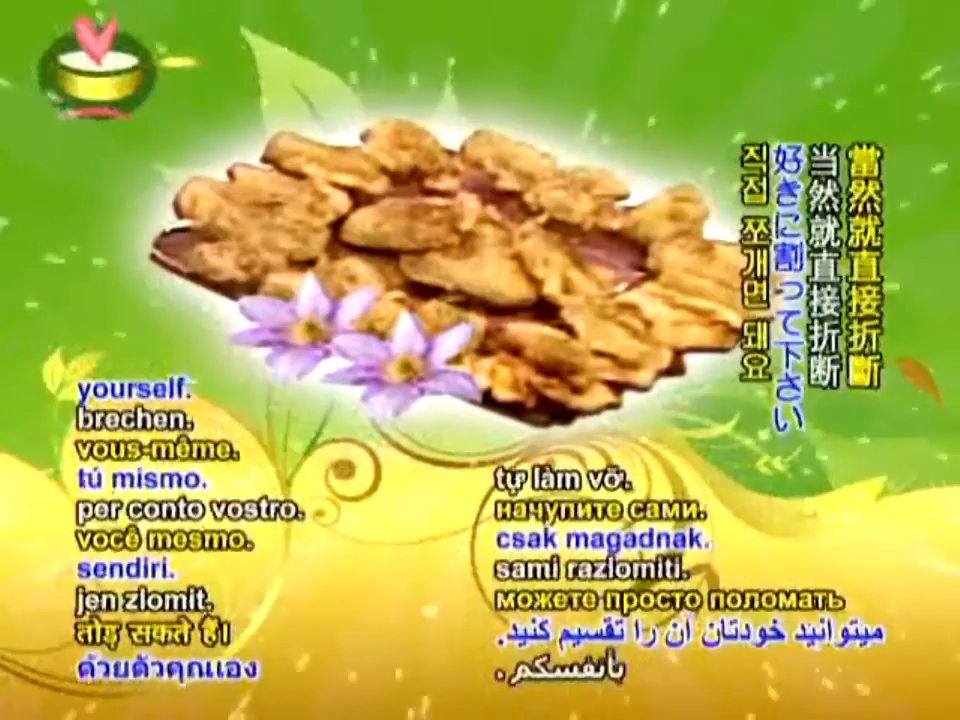 當然就直接折斷
当然就直接折断
好きに割って下さい
직접 쪼개면 돼요
yourself.
brechen.
vous-même.
tú mismo.
per conto vostro.
você mesmo.
sendiri.
jen zlomit.
तोड़ सकते हैं।
ด้วยตัวคุณเอง
tự làm vỡ.
начупите сами.
csak magadnak.
sami razlomiti.
можете просто поломать
میتوانید خودتان آن را تقسیم کنید.
بأنفسكم.